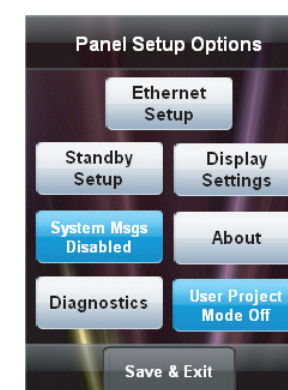 Panel Setup Options
Ethernet
Setup
Standby
Setup
Display
Settings
System Msgs
Disabled
About
Diagnostics
User Project
Mode Off
Save & Exit